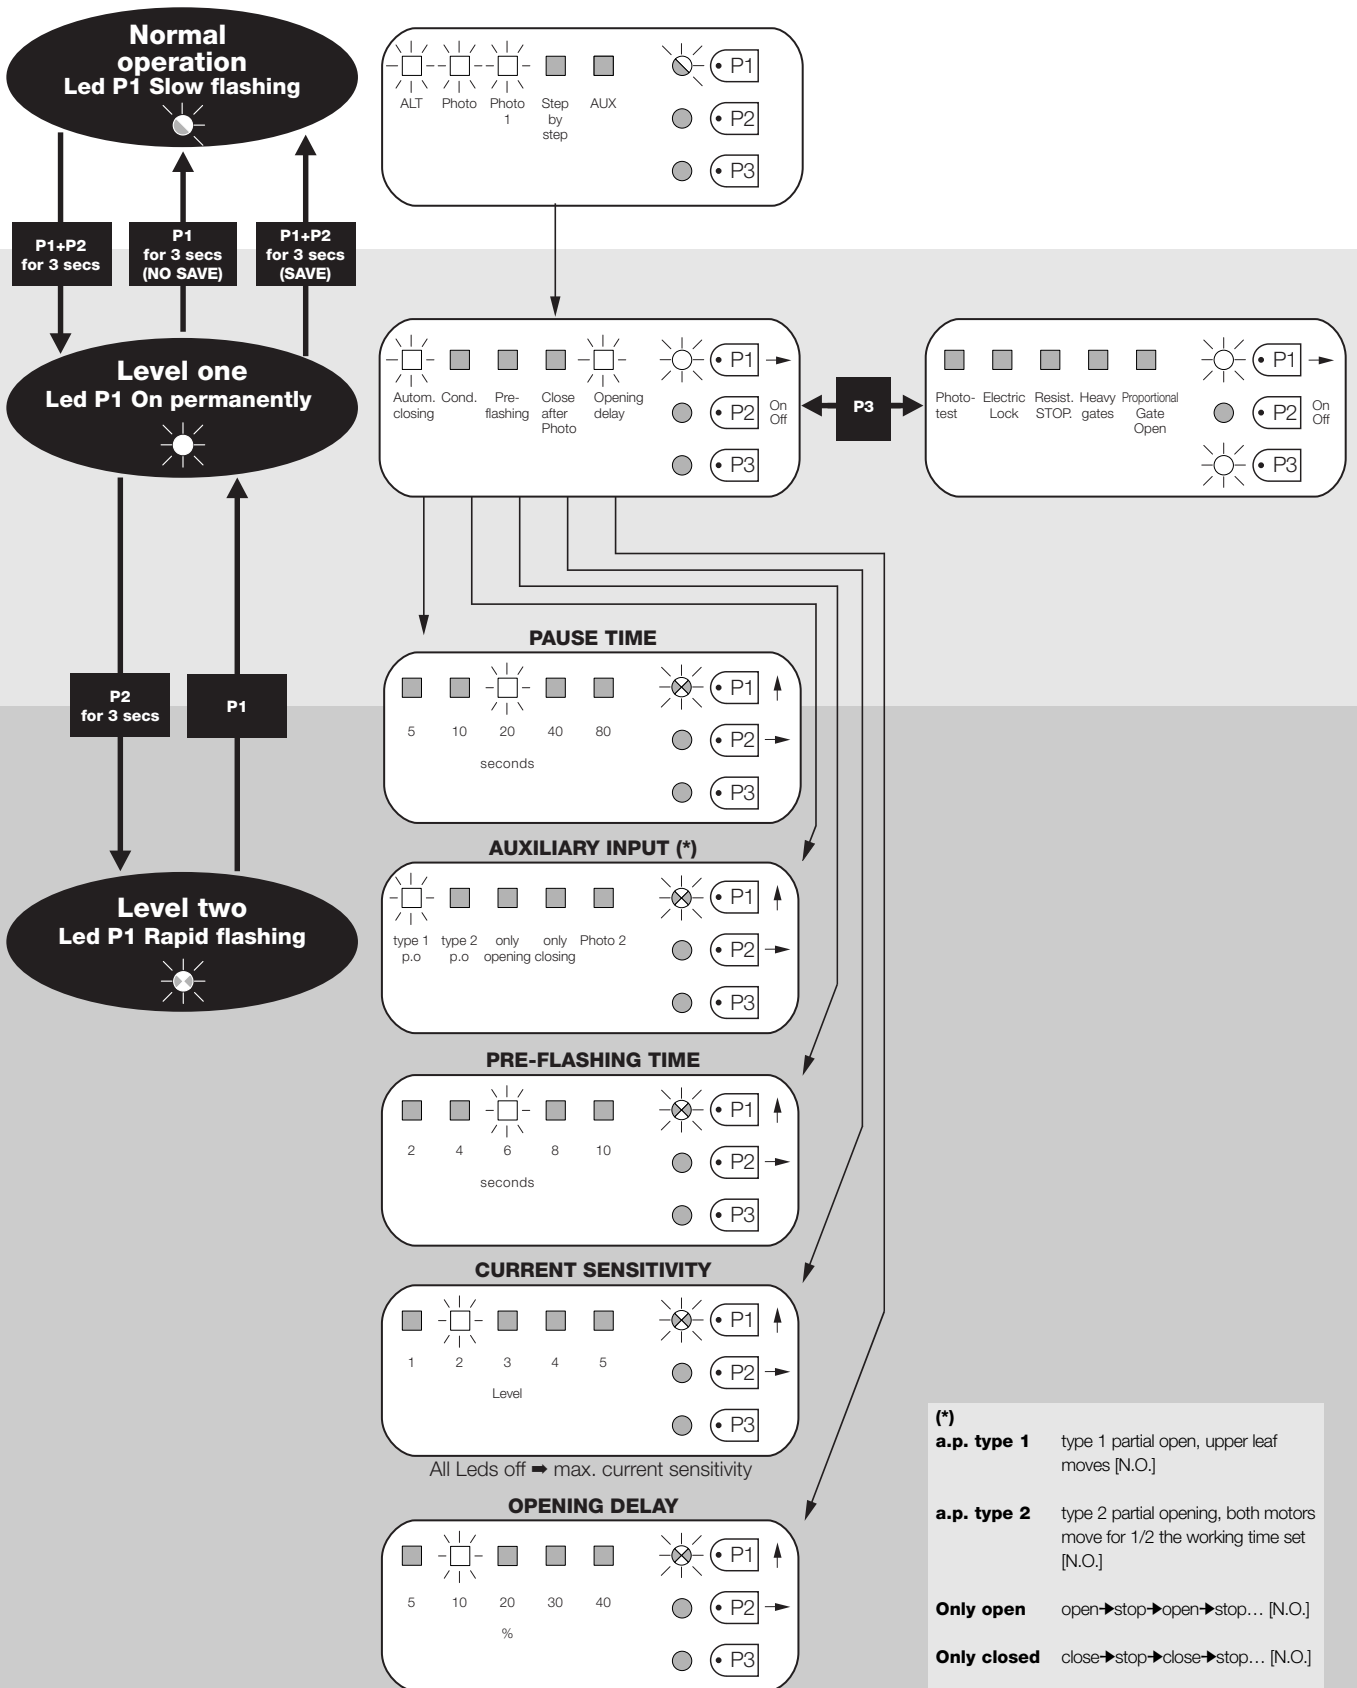 Normal
operation
Led P1 Slow flashing
ALT Photo Photo 1 Step by step AUX
P1
P2
P3
P1+P2
for 3 secs
P1
for 3 secs
(NO SAVE)
P1+P2
for 3 secs
(SAVE)
Level one
Led P1 On permanently
Autom. closing Cond. Pre-flashing Close after Photo Opening delay
P1
P2 On Off
P3
P3
Photo-test Electric Lock Resist. STOP. Heavy gates Proportional Gate Open
P1
P2 On Off
P3
P2
for 3 secs
P1
Level two
Led P1 Rapid flashing
PAUSE TIME
5 10 20 40 80
seconds
P1
P2
P3
AUXILIARY INPUT (*)
type 1 p.o type 2 p.o only opening only closing Photo 2
P1
P2
P3
PRE-FLASHING TIME
2 4 6 8 10
seconds
P1
P2
P3
CURRENT SENSITIVITY
1 2 3 4 5
Level
P1
P2
P3
All Leds off ➡ max. current sensitivity
OPENING DELAY
5 10 20 30 40
%
P1
P2
P3
(*)
a.p. type 1 type 1 partial open, upper leaf
moves [N.O.]
a.p. type 2 type 2 partial opening, both motors
move for 1/2 the working time set
[N.O.]
Only open open➔stop➔open➔stop… [N.O.]
Only closed close➔stop➔close➔stop… [N.O.]